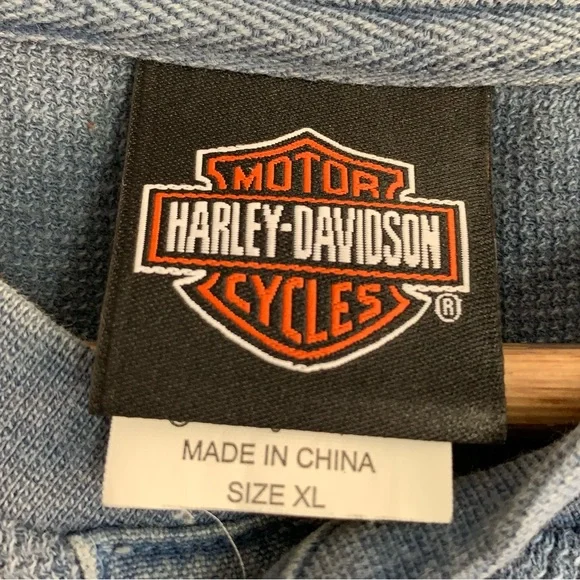 MOTOR
HARLEY-DAVIDSON
CYCLES
®
MADE IN CHINA
SIZE XL